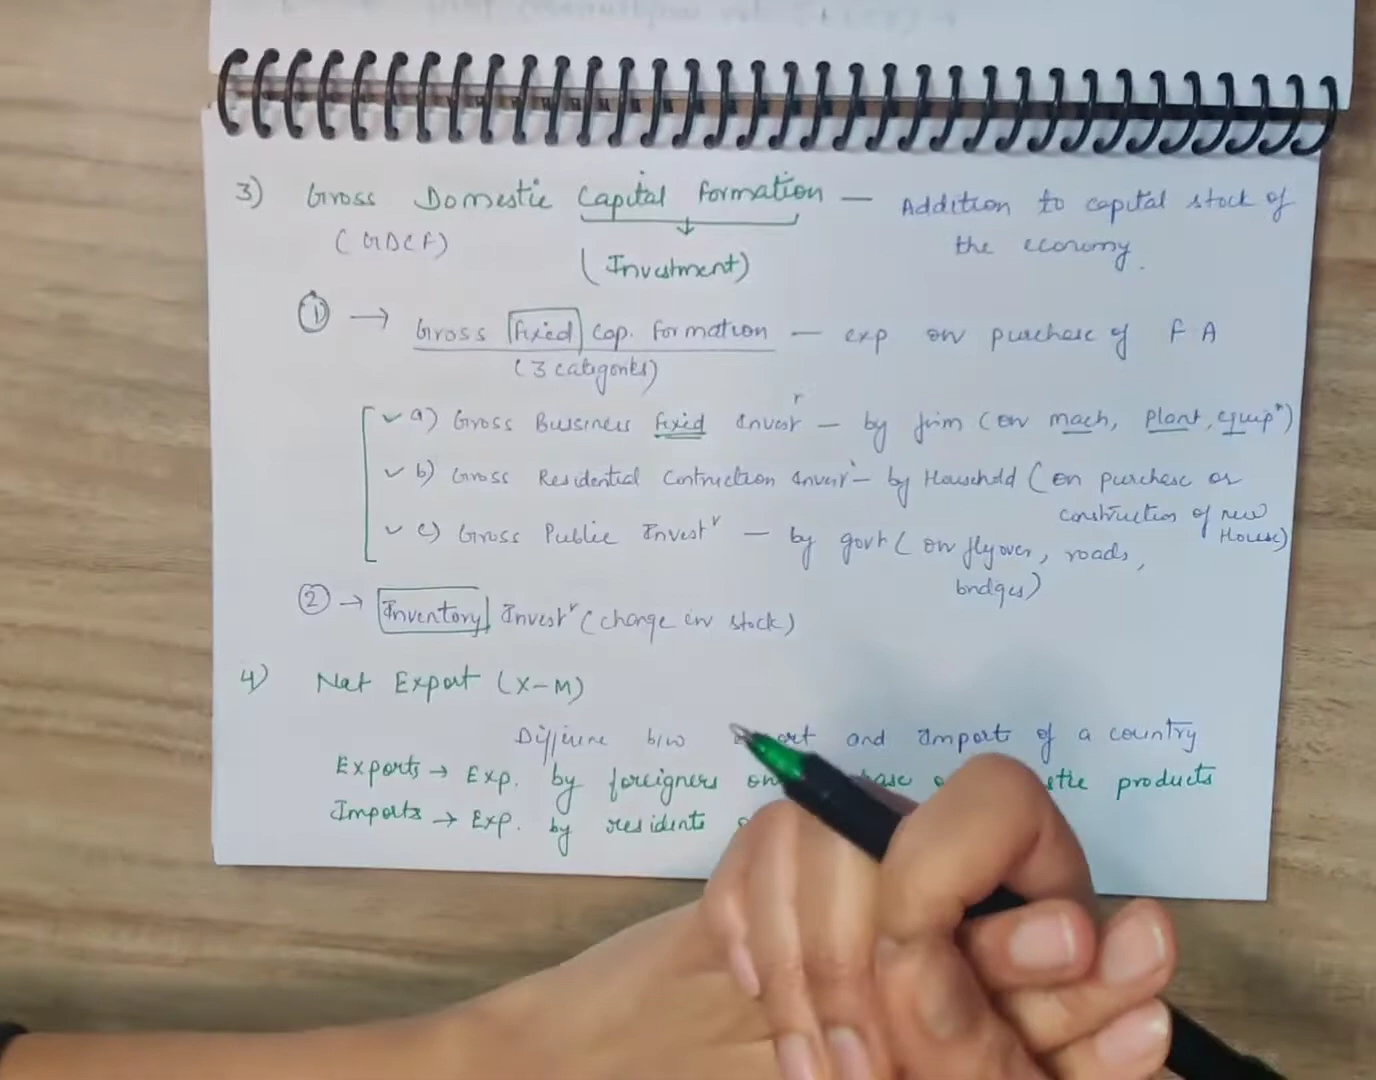 3) Gross Domestic Capital Formation — Addition to capital stock of
(GDCF) the economy.
(Investment)
① → Gross Fixed Cap. Formation — exp on purchase of F A
(3 categories)
a) Gross Bussiness Fixed Invest — by firm (on mach, plant, equip")
b) Gross Residential Contruction Invest - by Household (on purchase or
construction of new
House)
c) Gross Public Invest — by govt (on flyover, roads,
bridges)
② → Inventory Invest (change in stock)
4) Net Export (X-M)
b/w and Import of a country
Exports → Exp. by foreigners on products
Imports → Exp. by residents